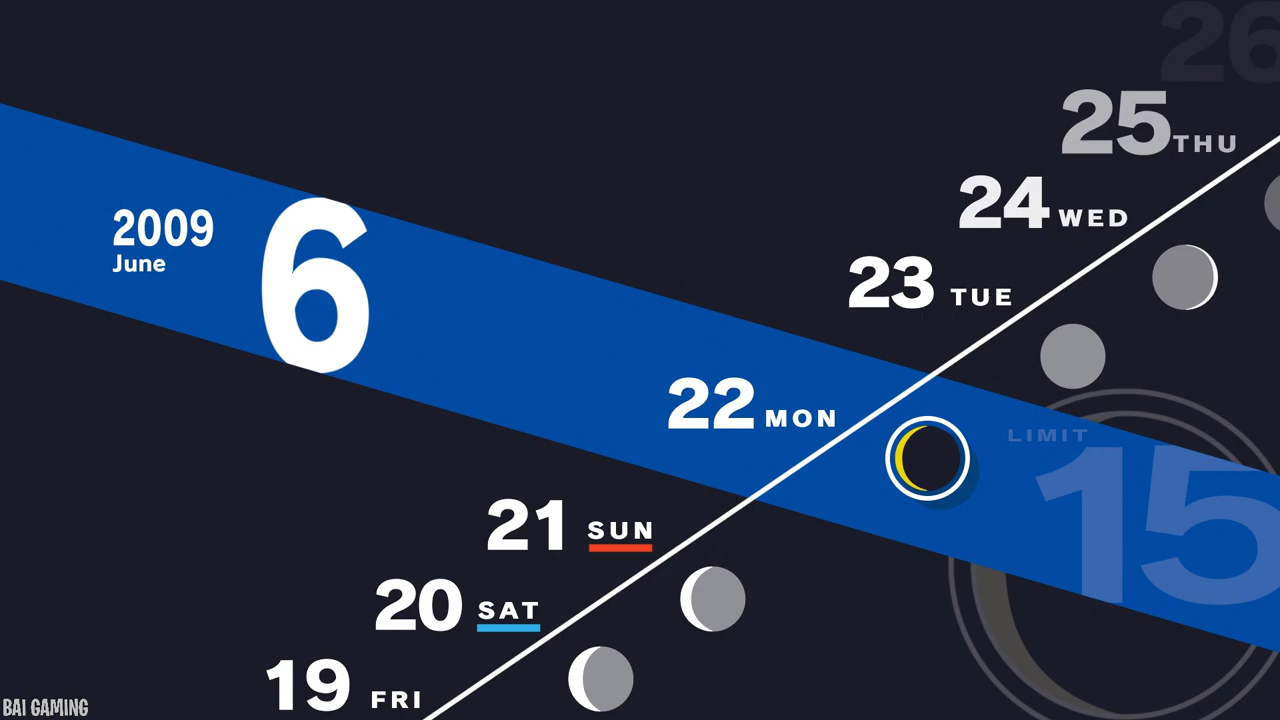 26
25 THU
24 WED
2009
June
6
23 TUE
22 MON
LIMIT
15
21 SUN
20 SAT
19 FRI
BAI GAMING